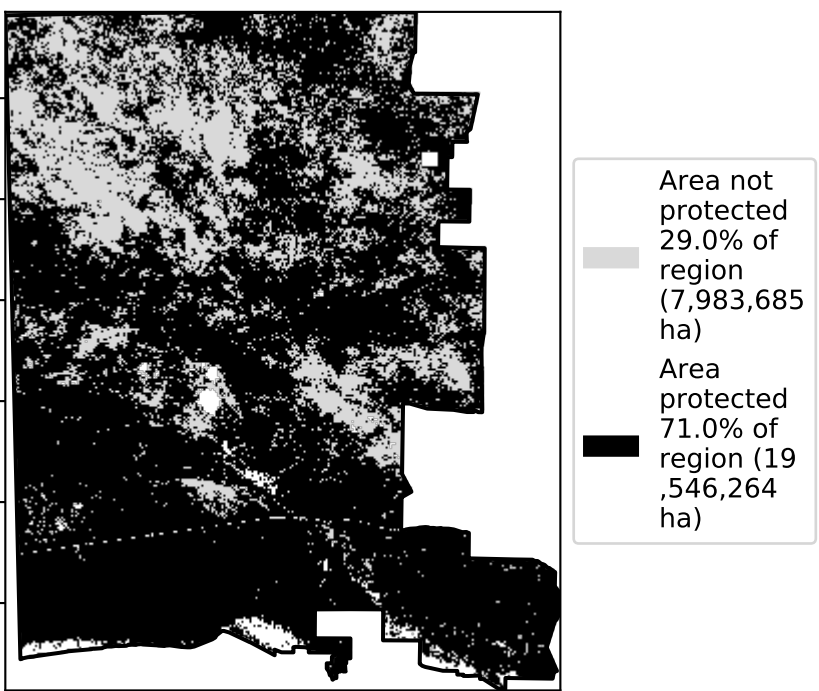 Area not
protected
29.0% of
region
(7,983,685
ha)
Area
protected
71.0% of
region (19
,546,264
ha)